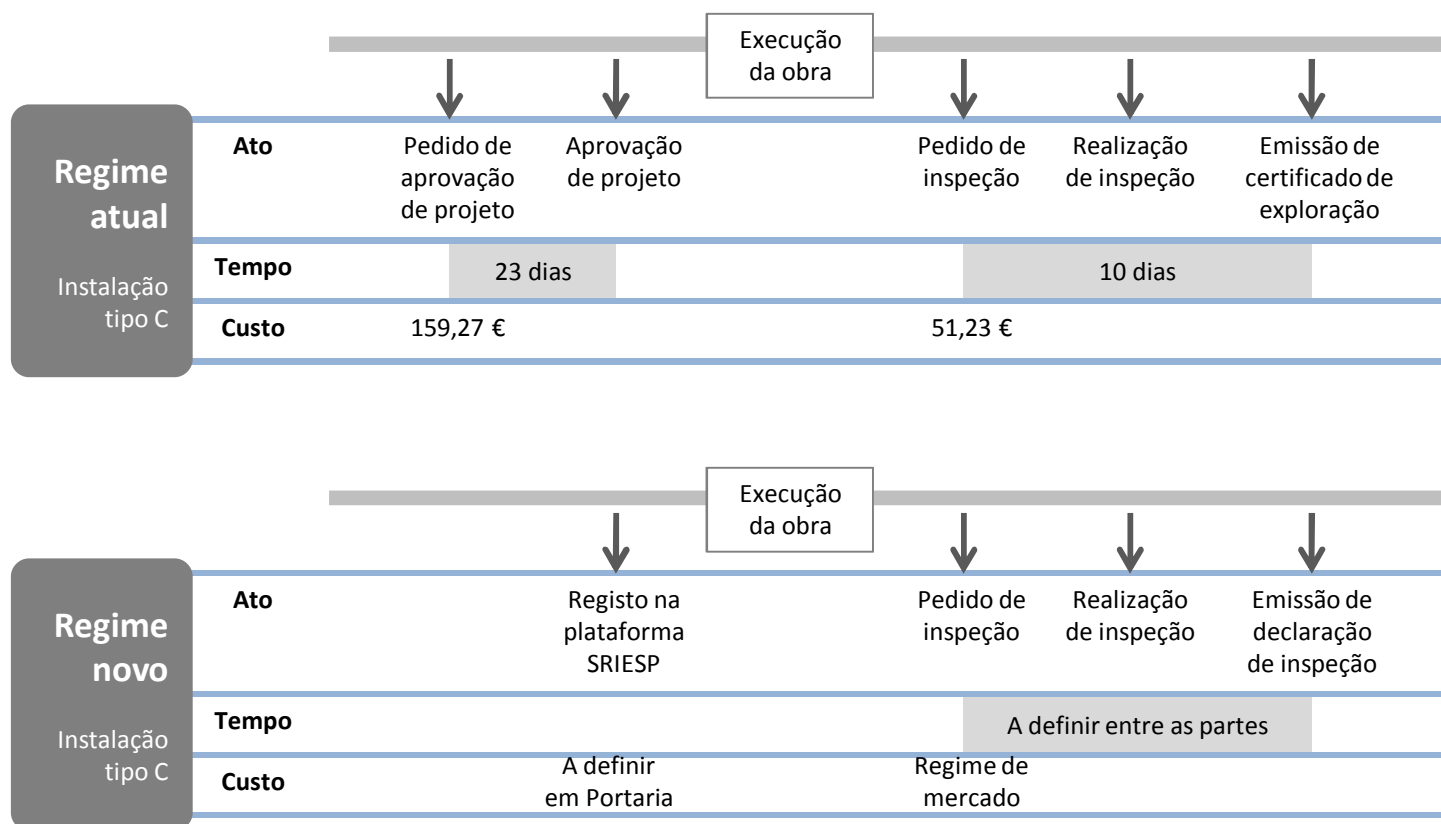 Execução
da obra
Regime
atual
Instalação
tipo C
Ato
Pedido de
aprovação
de projeto
Aprovação
de projeto
Pedido de
inspeção
Realização
de inspeção
Emissão de
certificado de
exploração
Tempo
23 dias
10 dias
Custo
159,27 €
51,23 €
Execução
da obra
Regime
novo
Instalação
tipo C
Ato
Registo na
plataforma
SRIESP
Pedido de
inspeção
Realização
de inspeção
Emissão de
declaração
de inspeção
Tempo
A definir entre as partes
Custo
A definir
em Portaria
Regime de
mercado